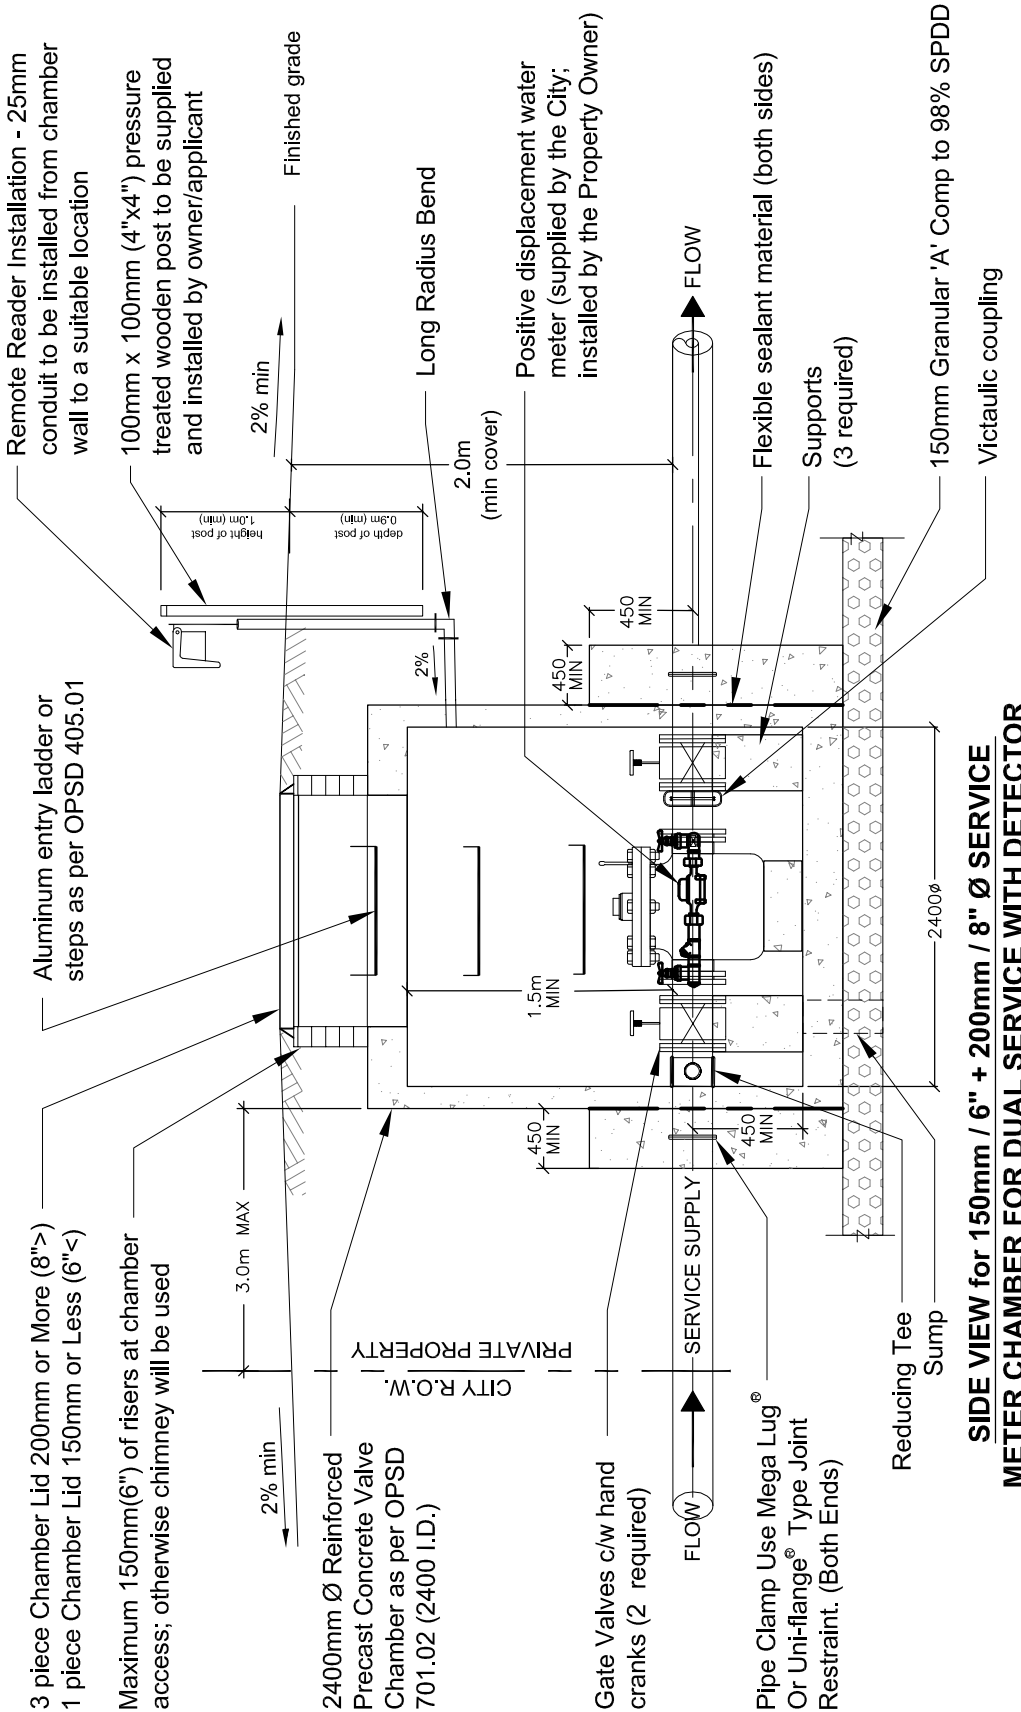 3 piece Chamber Lid 200mm or More (8">)
1 piece Chamber Lid 150mm or Less (6"<)
Aluminum entry ladder or
steps as per OPSD 405.01
Remote Reader Installation - 25mm
conduit to be installed from chamber
wall to a suitable location
Maximum 150mm(6") of risers at chamber
access; otherwise chimney will be used
100mm x 100mm (4"x4") pressure
treated wooden post to be supplied
and installed by owner/applicant
2% min
3.0m MAX
height of post
1.0m (min)
depth of post
0.9m (min)
2% min
Finished grade
CITY R.O.W.
PRIVATE PROPERTY
2400mm Ø Reinforced
Precast Concrete Valve
Chamber as per OPSD
701.02 (2400 I.D.)
2%
Long Radius Bend
2.0m
(min cover)
1.5m
MIN
450
MIN
450
MIN
450
MIN
450
MIN
Positive displacement water
meter (supplied by the City;
installed by the Property Owner)
Gate Valves c/w hand
cranks (2 required)
FLOW
SERVICE SUPPLY
FLOW
Pipe Clamp Use Mega Lug®
Or Uni-flange® Type Joint
Restraint. (Both Ends)
Flexible sealant material (both sides)
Supports
(3 required)
Reducing Tee
Sump
2400ø
150mm Granular 'A' Comp to 98% SPDD
Victaulic coupling
SIDE VIEW for 150mm / 6" + 200mm / 8" Ø SERVICE
METER CHAMBER FOR DUAL SERVICE WITH DETECTOR